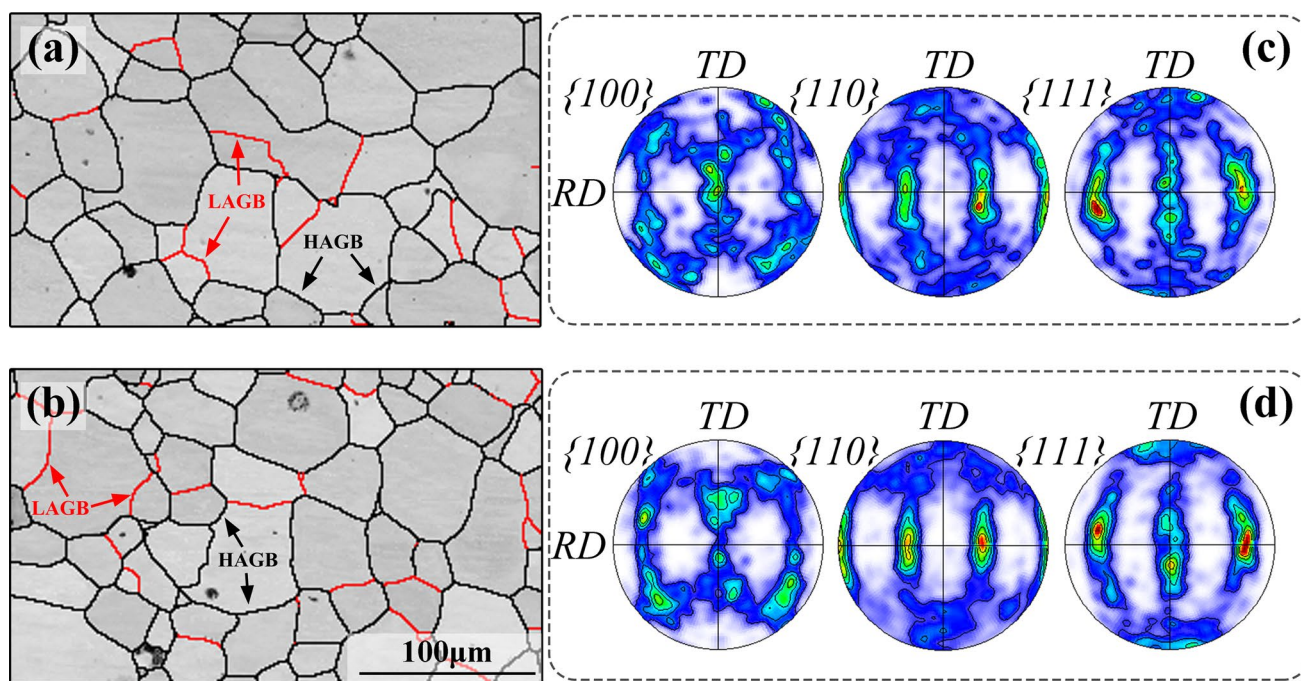 (a)
LAGB
HAGB
(c)
TD TD TD
{100} {110} {111}
RD
(b)
LAGB
HAGB
100μm
(d)
TD TD TD
{100} {110} {111}
RD